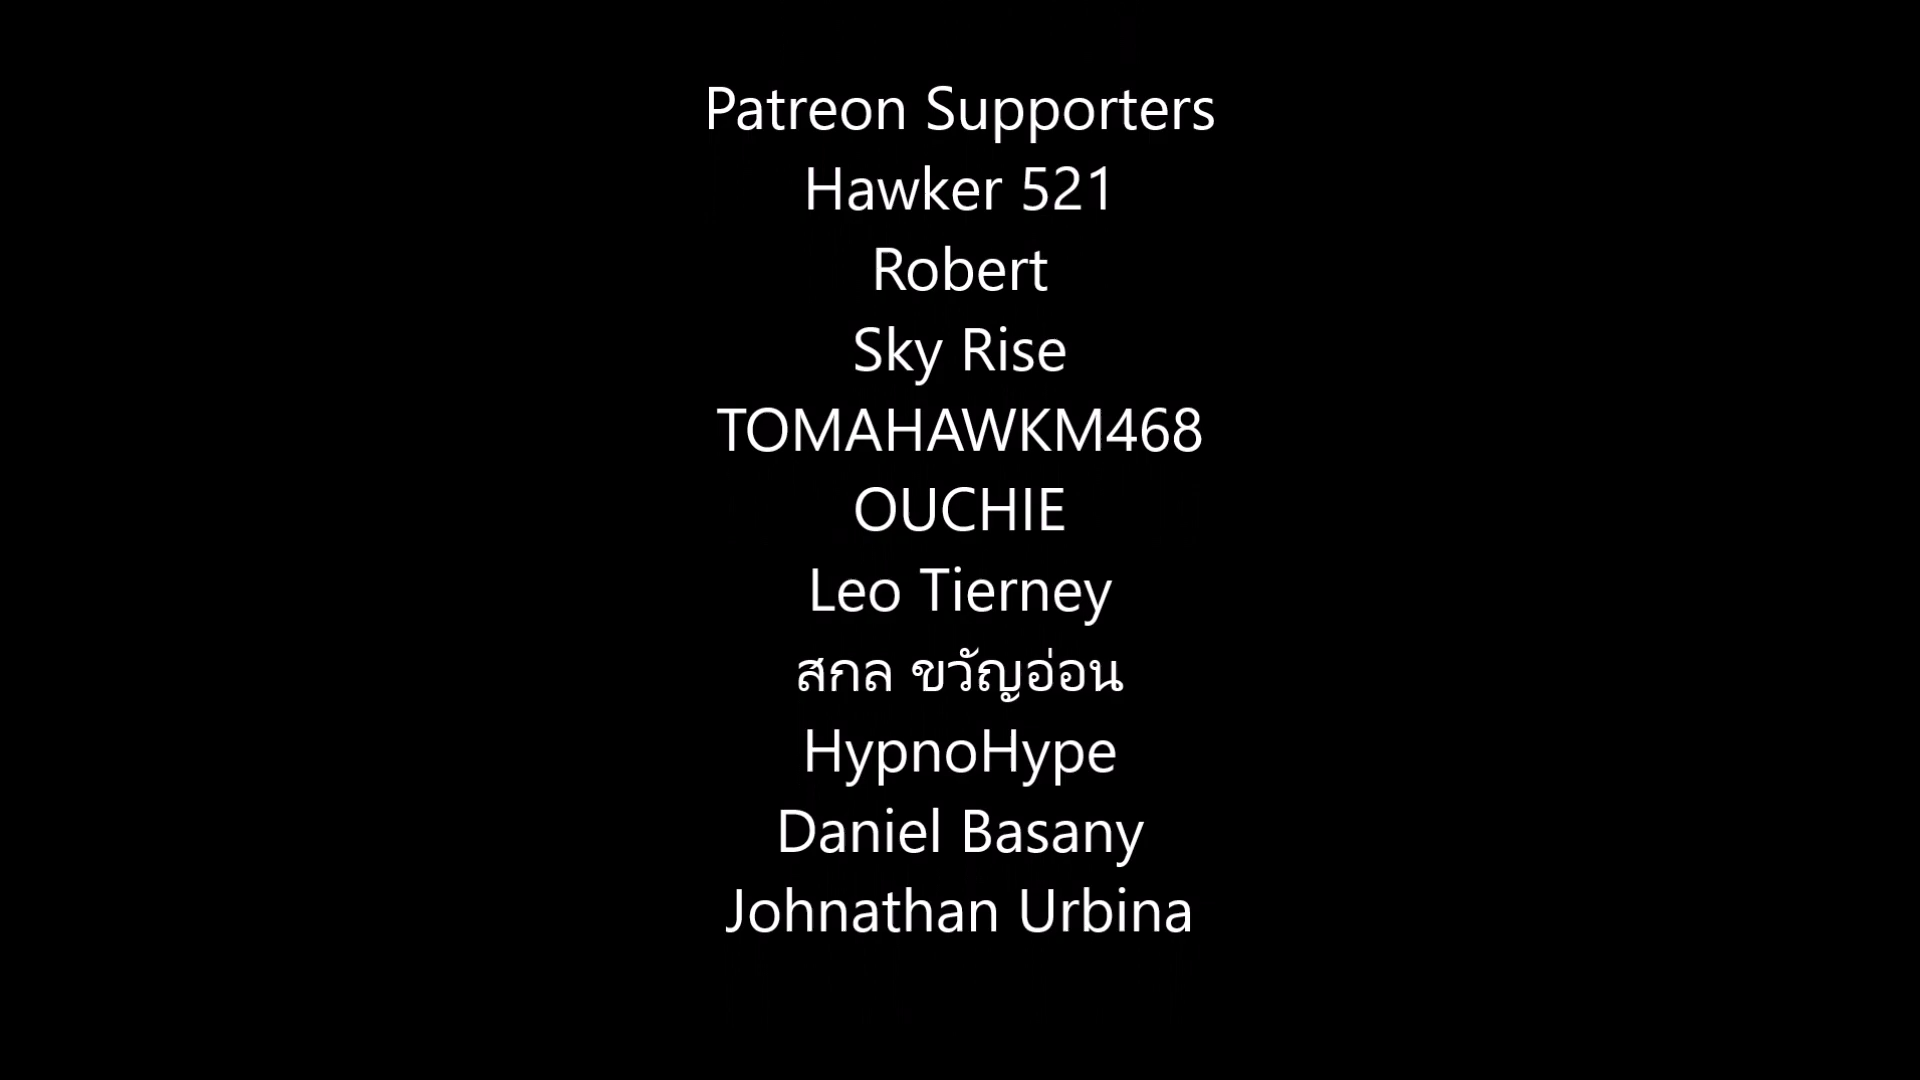 Patreon Supporters
Hawker 521
Robert
Sky Rise
TOMAHAWKM468
OUCHIE
Leo Tierney
สกล ขวัญอ่อน
HypnoHype
Daniel Basany
Johnathan Urbina